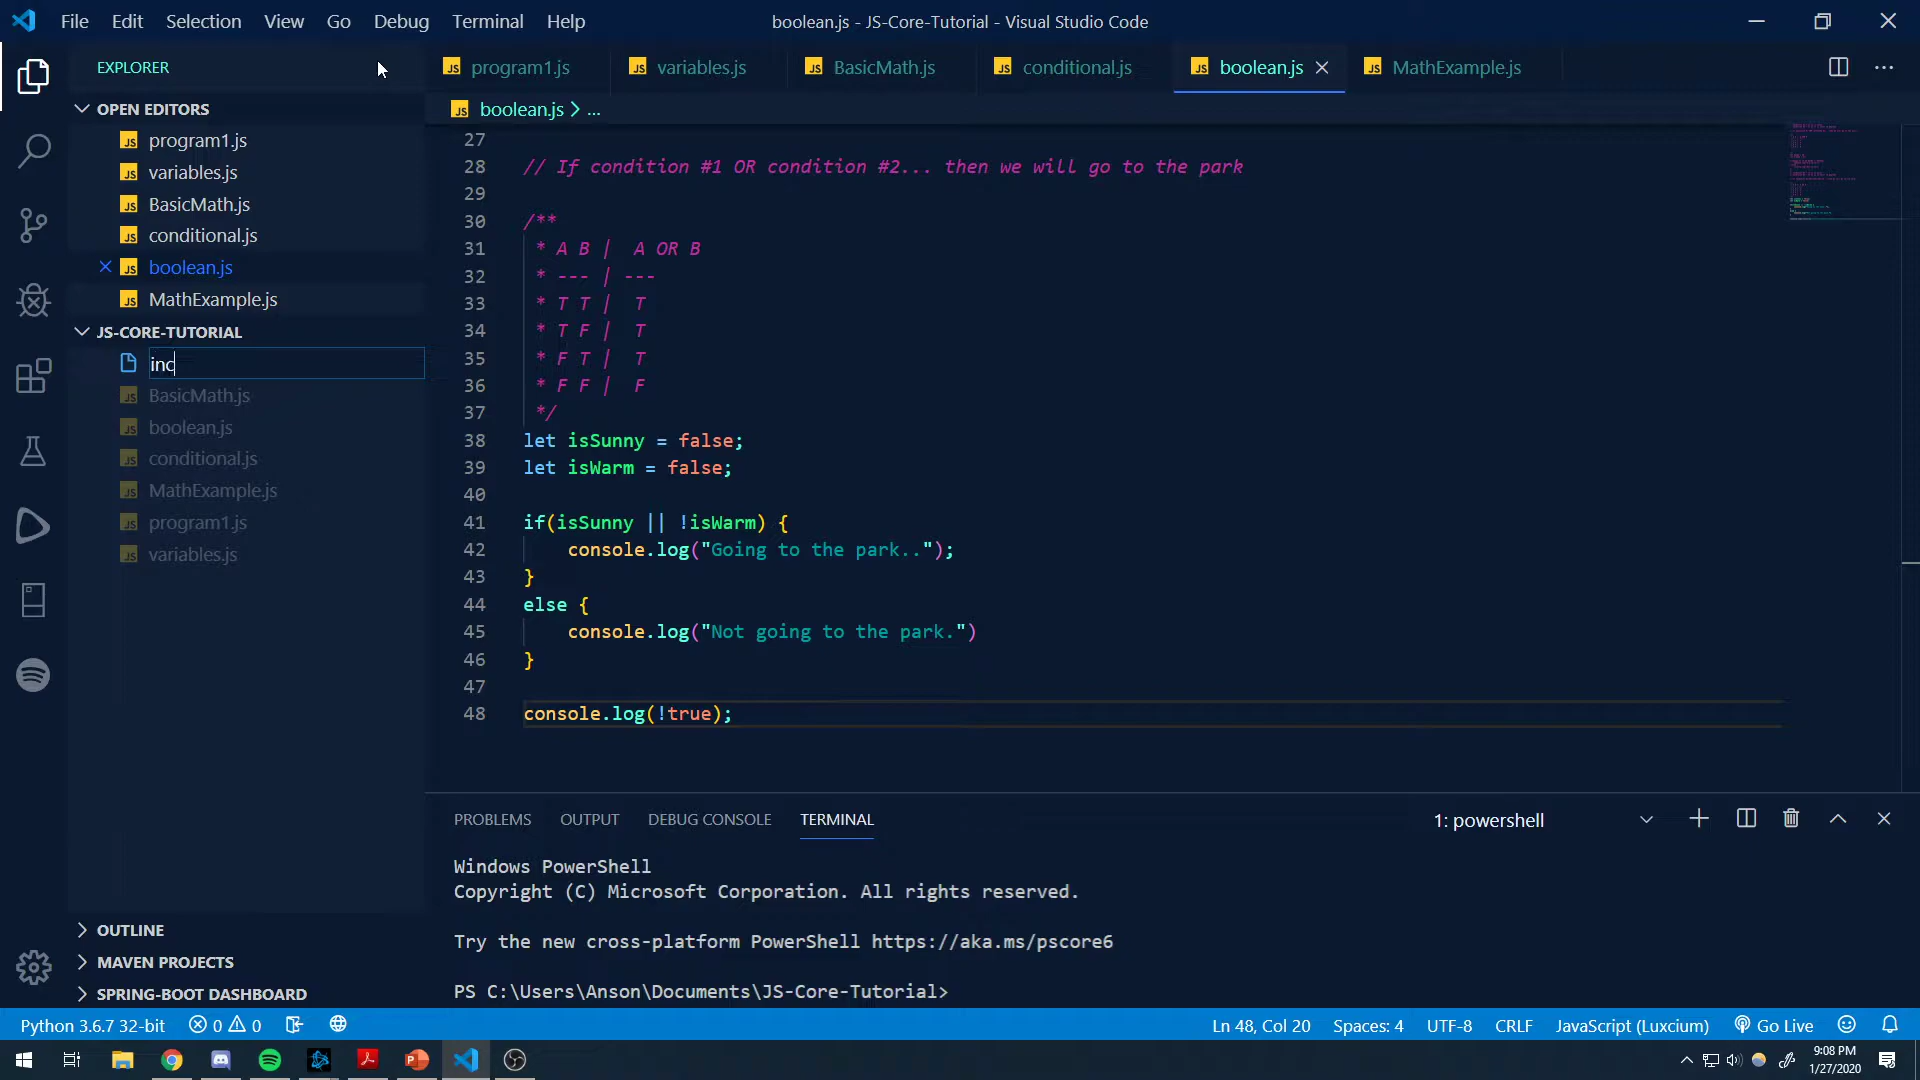 File Edit Selection View Go Debug Terminal Help
boolean.js - JS-Core-Tutorial - Visual Studio Code
EXPLORER
OPEN EDITORS
program1.js
variables.js
BasicMath.js
conditional.js
boolean.js
MathExample.js
JS-CORE-TUTORIAL
inc
BasicMath.js
boolean.js
conditional.js
MathExample.js
program1.js
variables.js
OUTLINE
MAVEN PROJECTS
SPRING-BOOT DASHBOARD
program1.js variables.js BasicMath.js conditional.js boolean.js MathExample.js
boolean.js > ...
27
28 // If condition #1 OR condition #2... then we will go to the park
29
30 /**
31 * A B | A OR B
32 * --- | ---
33 * T T | T
34 * T F | T
35 * F T | T
36 * F F | F
37 */
38 let isSunny = false;
39 let isWarm = false;
40
41 if(isSunny || !isWarm) {
42 console.log("Going to the park..");
43 }
44 else {
45 console.log("Not going to the park.")
46 }
47
48 console.log(!true);
PROBLEMS OUTPUT DEBUG CONSOLE TERMINAL 1: powershell
Windows PowerShell
Copyright (C) Microsoft Corporation. All rights reserved.
Try the new cross-platform PowerShell https://aka.ms/pscore6
PS C:\Users\Anson\Documents\JS-Core-Tutorial>
Python 3.6.7 32-bit 0 0 Ln 48, Col 20 Spaces: 4 UTF-8 CRLF JavaScript (Luxcium) Go Live
9:08 PM
1/27/2020